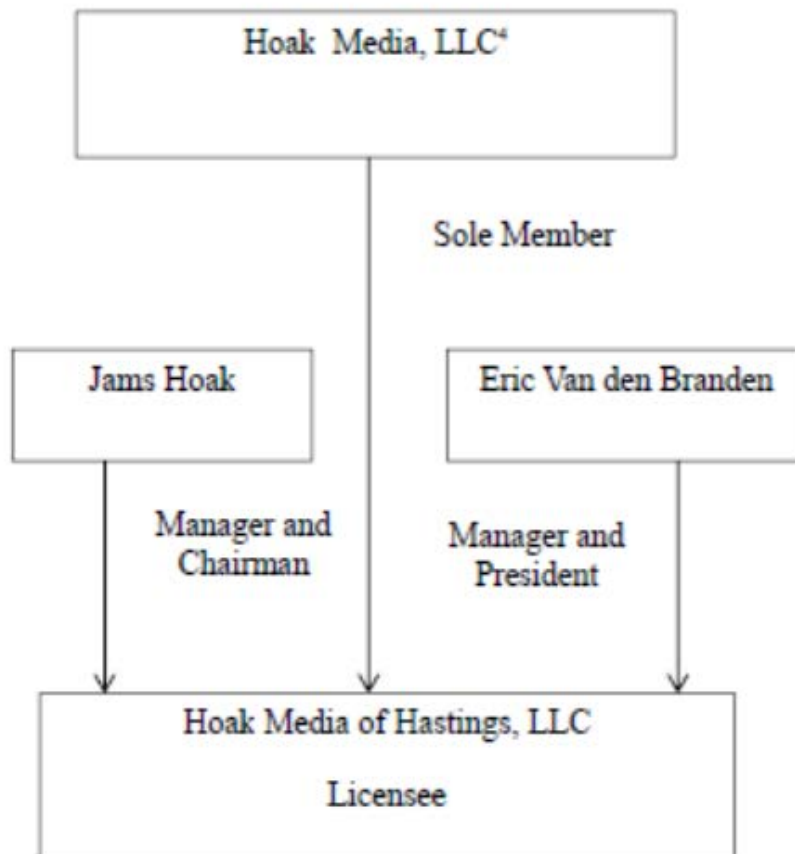 Hoak Media, LLC⁴
Sole Member
Jams Hoak
Eric Van den Branden
Manager and
Chairman
Manager and
President
Hoak Media of Hastings, LLC
Licensee